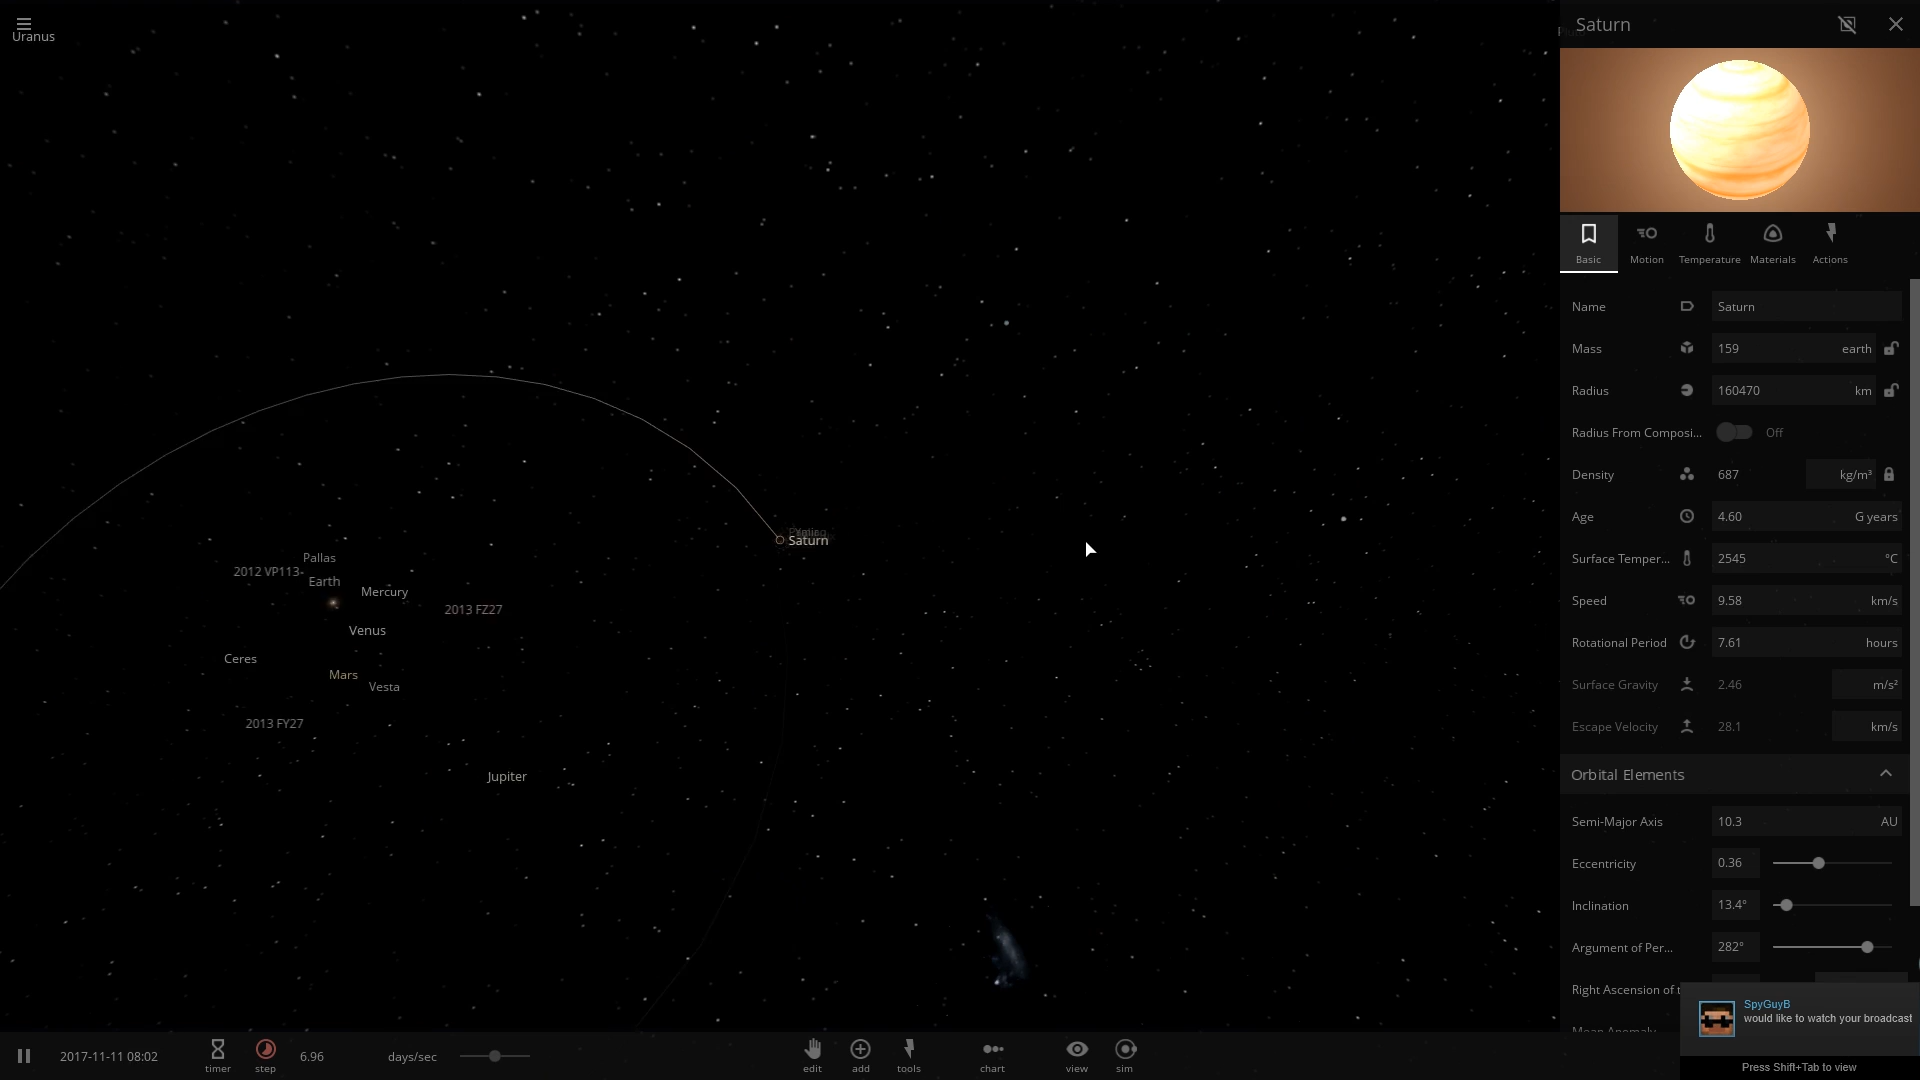 Uranus
Saturn
Basic
Motion
Temperature
Materials
Actions
Name
Saturn
Mass
159 earth
Radius
160470 km
Radius From Composi...
Off
Density
687 kg/m³
Age
4.60 G years
Surface Temper...
2545 °C
Speed
9.58 km/s
Rotational Period
7.61 hours
Surface Gravity
2.46 m/s²
Escape Velocity
28.1 km/s
Orbital Elements
Semi-Major Axis
10.3 AU
Eccentricity
0.36
Inclination
13.4°
Argument of Per...
282°
Right Ascension of t
Mean Anomaly
Saturn
Pallas
2012 VP113
Earth
Mercury
2013 FZ27
Venus
Ceres
Mars
Vesta
2013 FY27
Jupiter
SpyGuyB
would like to watch your broadcast
Press Shift+Tab to view
2017-11-11 08:02
timer
step
6.96
days/sec
edit
add
tools
chart
view
sim